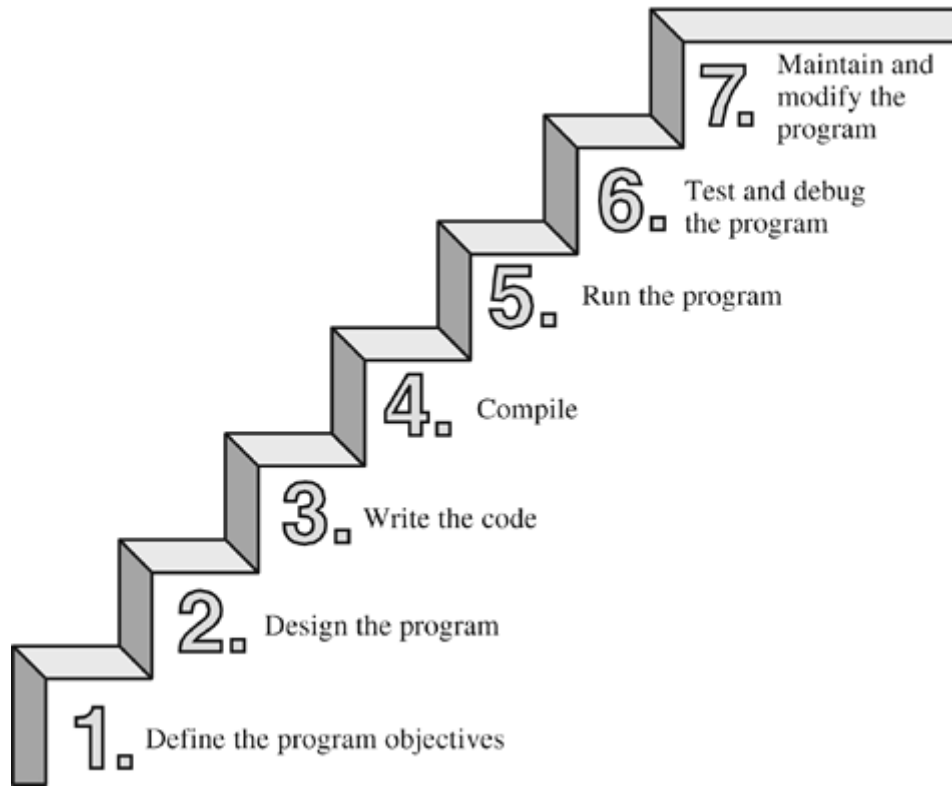 7. Maintain and
modify the
program
6. Test and debug
the program
5. Run the program
4. Compile
3. Write the code
2. Design the program
1. Define the program objectives